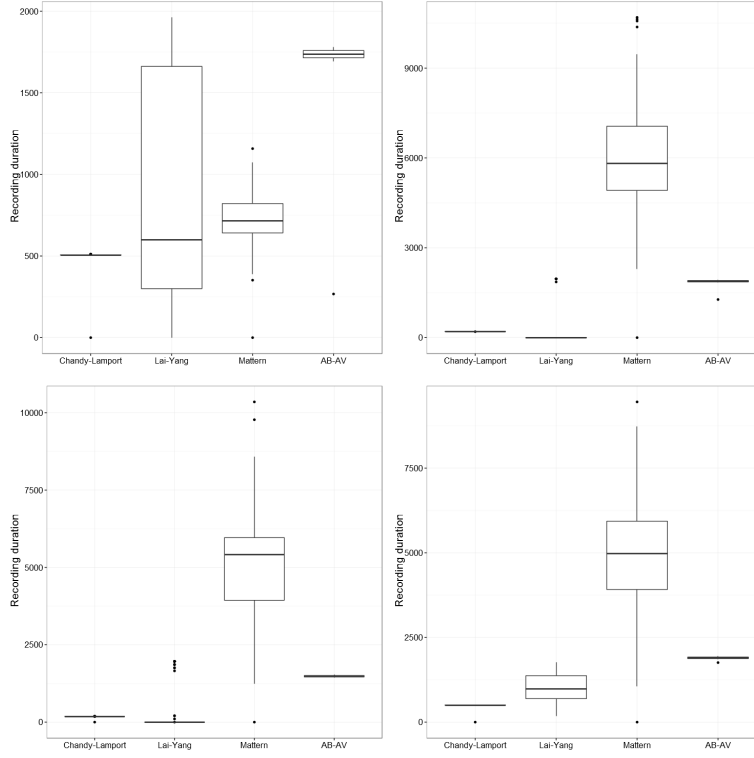 Recording duration
2000
1500
1000
500
0
Chandy-Lamport Lai-Yang Mattern AB-AV
Recording duration
9000
6000
3000
0
Chandy-Lamport Lai-Yang Mattern AB-AV
Recording duration
10000
7500
5000
2500
0
Chandy-Lamport Lai-Yang Mattern AB-AV
Recording duration
7500
5000
2500
0
Chandy-Lamport Lai-Yang Mattern AB-AV